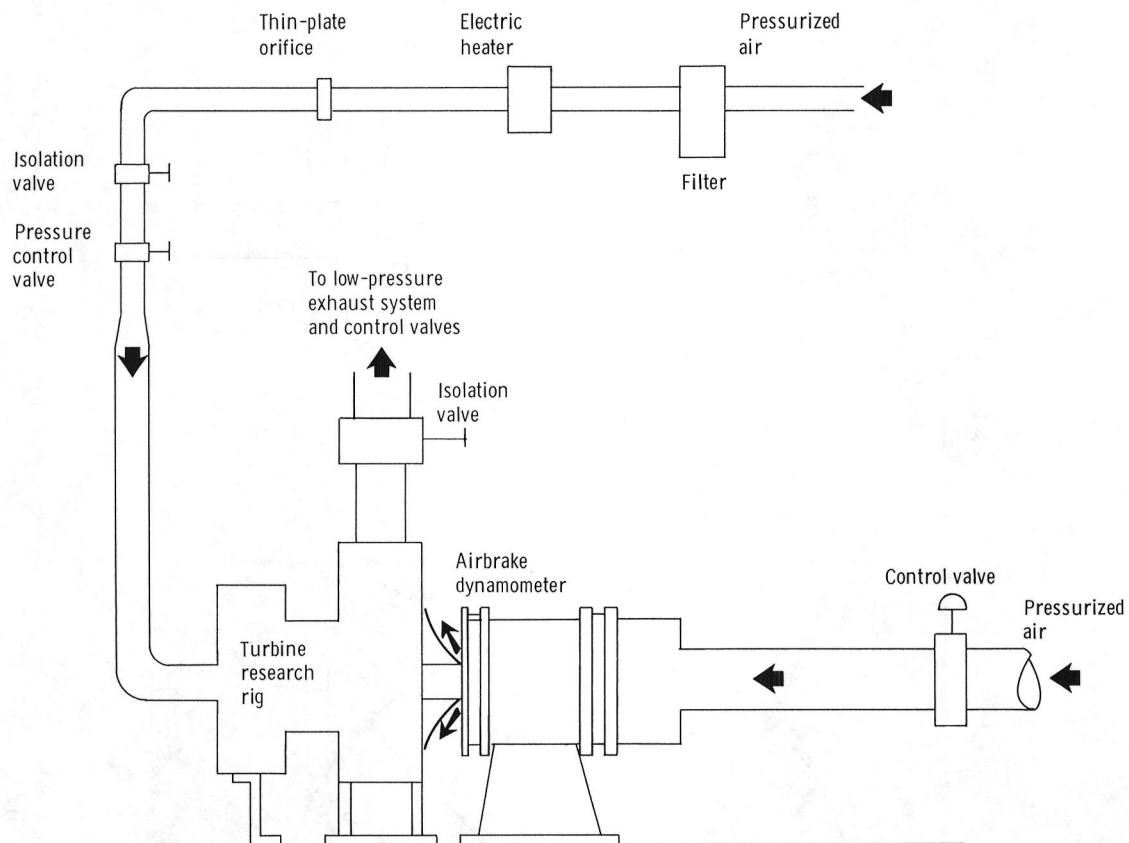 Thin-plate
orifice
Electric
heater
Pressurized
air
Isolation
valve
Filter
Pressure
control
valve
To low-pressure
exhaust system
and control valves
Isolation
valve
Airbrake
dynamometer
Control valve
Pressurized
air
Turbine
research
rig